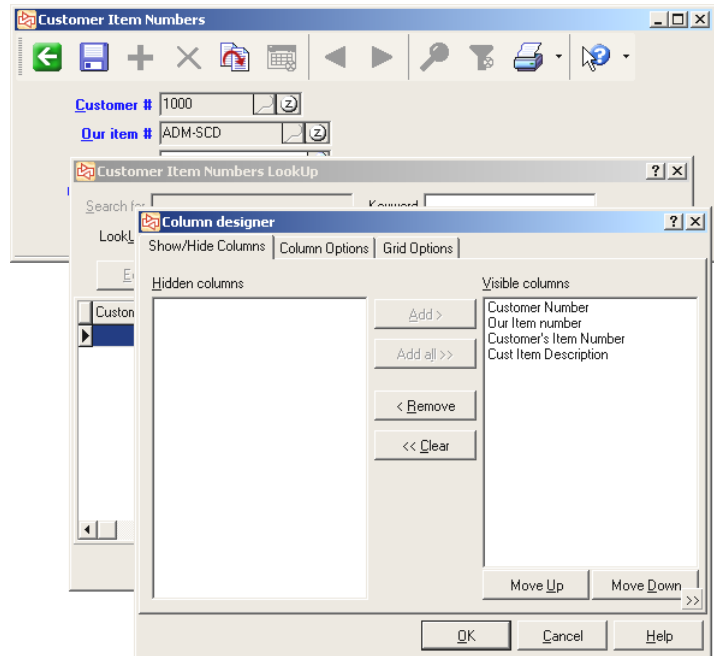 Customer Item Numbers
Customer # 1000
Our item # ADM-SCD
Customer Item Numbers LookUp
Search for Keyword
Look
Column designer
Show/Hide Columns Column Options Grid Options
Hidden columns Visible columns
Custom
Add >
Add all >>
< Remove
<< Clear
Customer Number
Our Item number
Customer's Item Number
Cust Item Description
Move Up Move Down
>>
OK Cancel Help